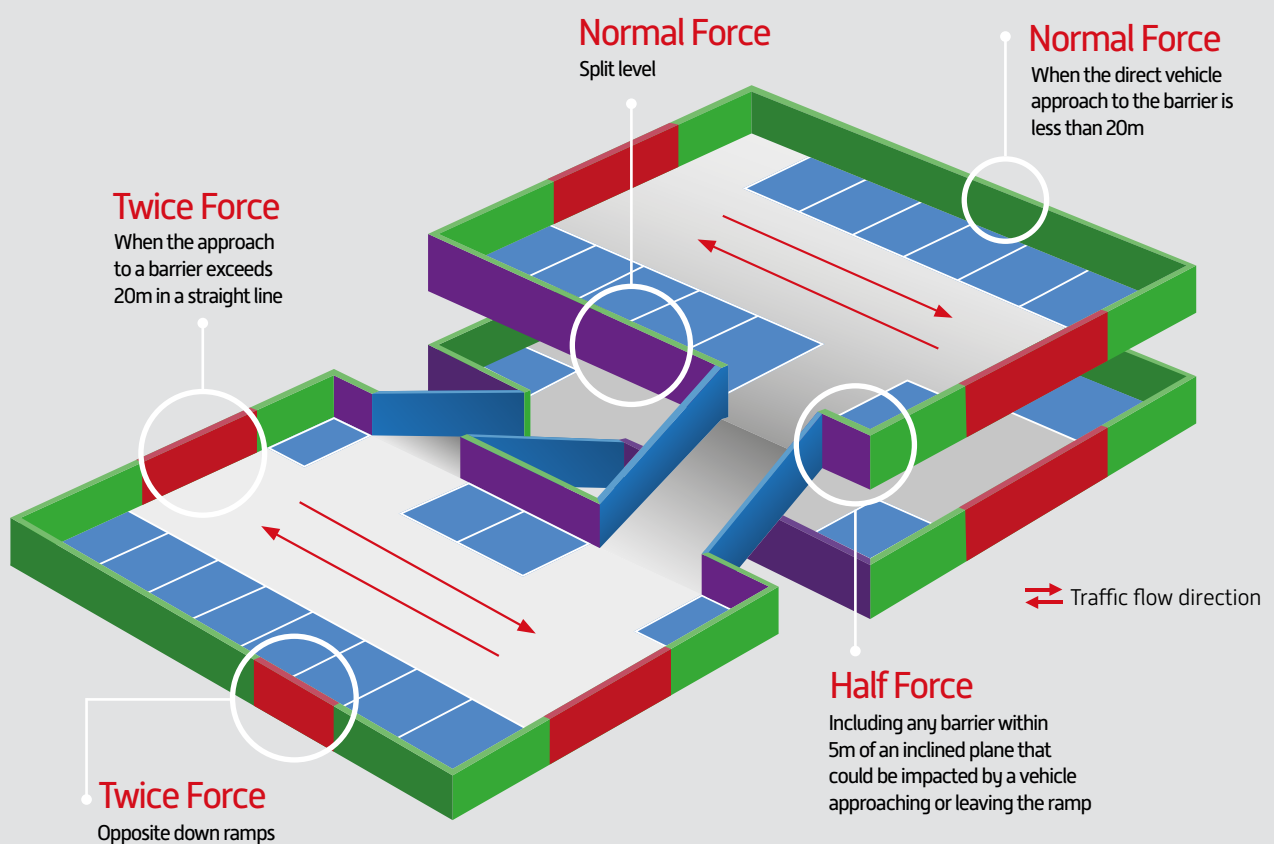 Normal Force
Split level
Normal Force
When the direct vehicle
approach to the barrier is
less than 20m
Twice Force
When the approach
to a barrier exceeds
20m in a straight line
Traffic flow direction
Half Force
Including any barrier within
5m of an inclined plane that
could be impacted by a vehicle
approaching or leaving the ramp
Twice Force
Opposite down ramps